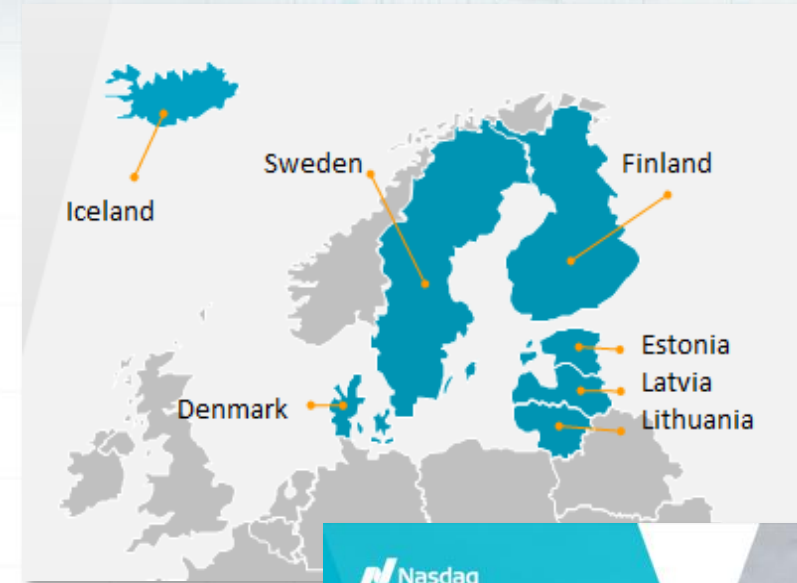 Sweden
Finland
Iceland
Estonia
Latvia
Denmark
Lithuania
Nasdaq